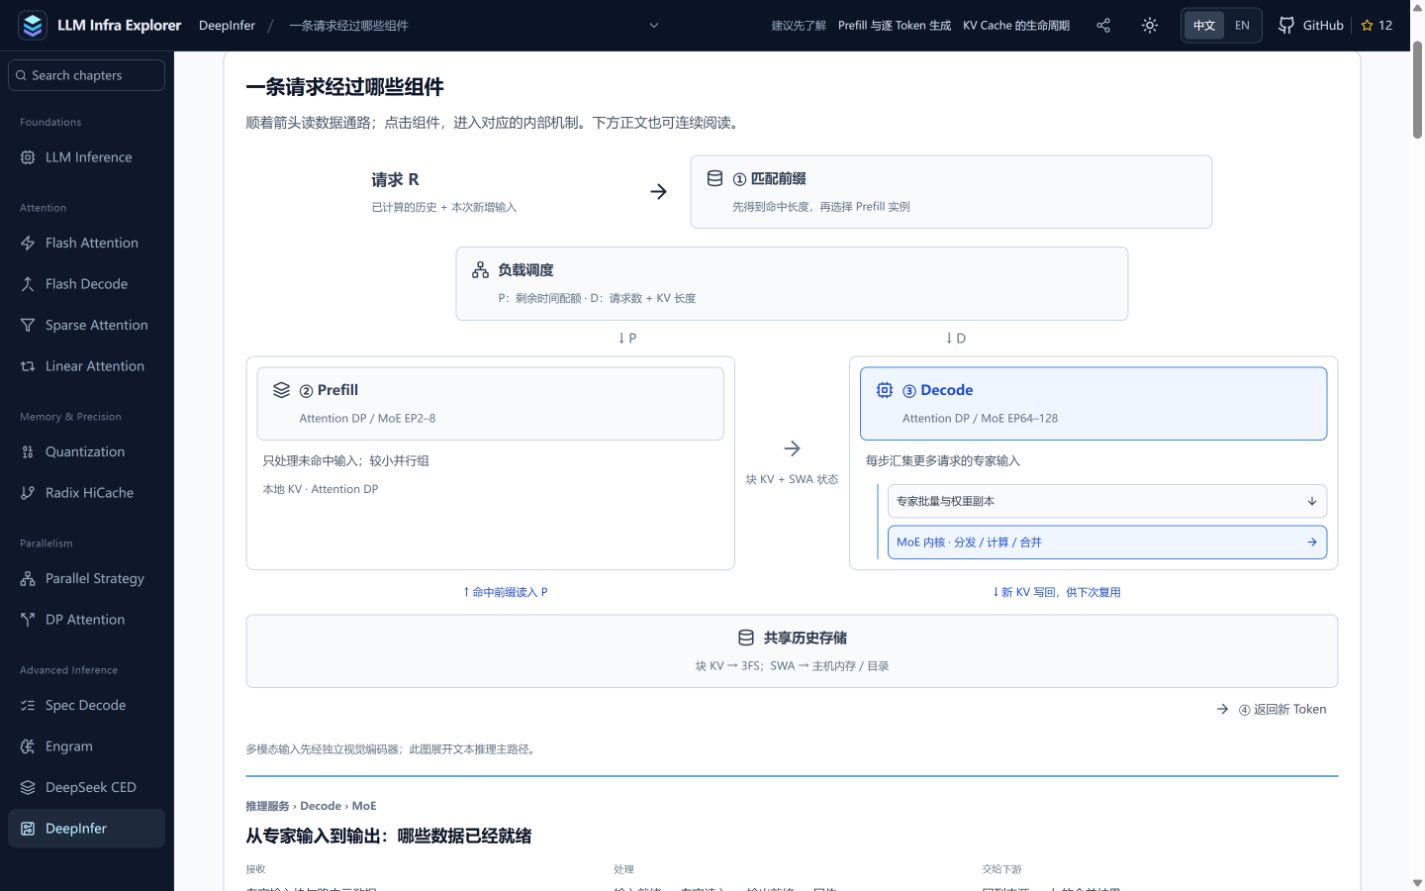 LLM Infra Explorer
DeepInfer / 一条请求经过哪些组件
建议先了解 Prefill 与逐 Token 生成 KV Cache 的生命周期
中文 EN GitHub 12
Search chapters
Foundations
LLM Inference
Attention
Flash Attention
Flash Decode
Sparse Attention
Linear Attention
Memory & Precision
Quantization
Radix HiCache
Parallelism
Parallel Strategy
DP Attention
Advanced Inference
Spec Decode
Engram
DeepSeek CED
DeepInfer
一条请求经过哪些组件
顺着箭头读数据通路；点击组件，进入对应的内部机制。下方正文也可连续阅读。
请求 R
已计算的历史 + 本次新增输入
→
① 匹配前缀
先得到命中长度，再选择 Prefill 实例
负载调度
P：剩余时间配额 · D：请求数 + KV 长度
↓ P
↓ D
② Prefill
Attention DP / MoE EP2–8
只处理未命中输入；较小并行组
本地 KV · Attention DP
→
块 KV + SWA 状态
③ Decode
Attention DP / MoE EP64–128
每步汇集更多请求的专家输入
专家批量与权重副本 ↓
MoE 内核 · 分发 / 计算 / 合并 →
↑ 命中前缀读入 P
↓ 新 KV 写回，供下次复用
共享历史存储
块 KV → 3FS；SWA → 主机内存 / 目录
→ ④ 返回新 Token
多模态输入先经独立视觉编码器；此图展开文本推理主路径。
推理服务 › Decode › MoE
从专家输入到输出：哪些数据已经就绪
接收
处理
交给下游